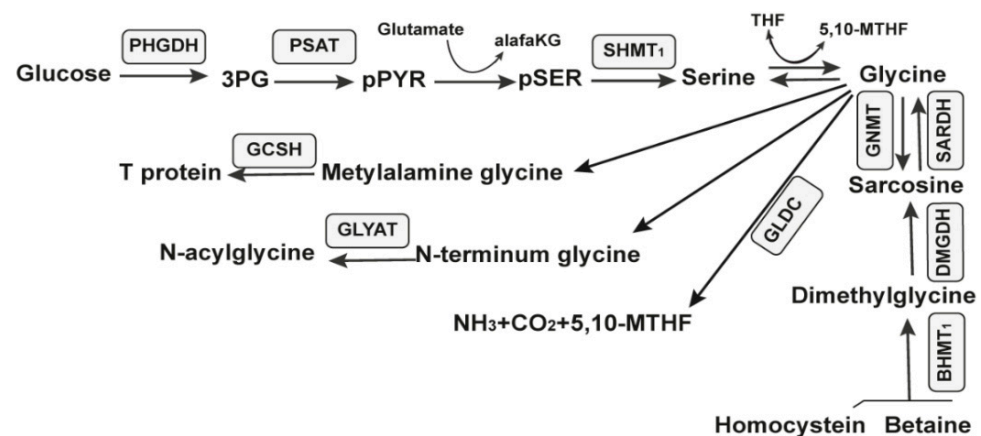 Glutamate
THF
5,10-MTHF
PHGDH
PSAT
alafaKG
SHMT1
Glucose
3PG
pPYR
pSER
Serine
Glycine
GNMT
SARDH
GCSH
T protein
Metylalamine glycine
Sarcosine
GLDC
GLYAT
N-acylglycine
N-terminum glycine
DMGDH
Dimethylglycine
NH3+CO2+5,10-MTHF
BHMT1
Homocystein
Betaine